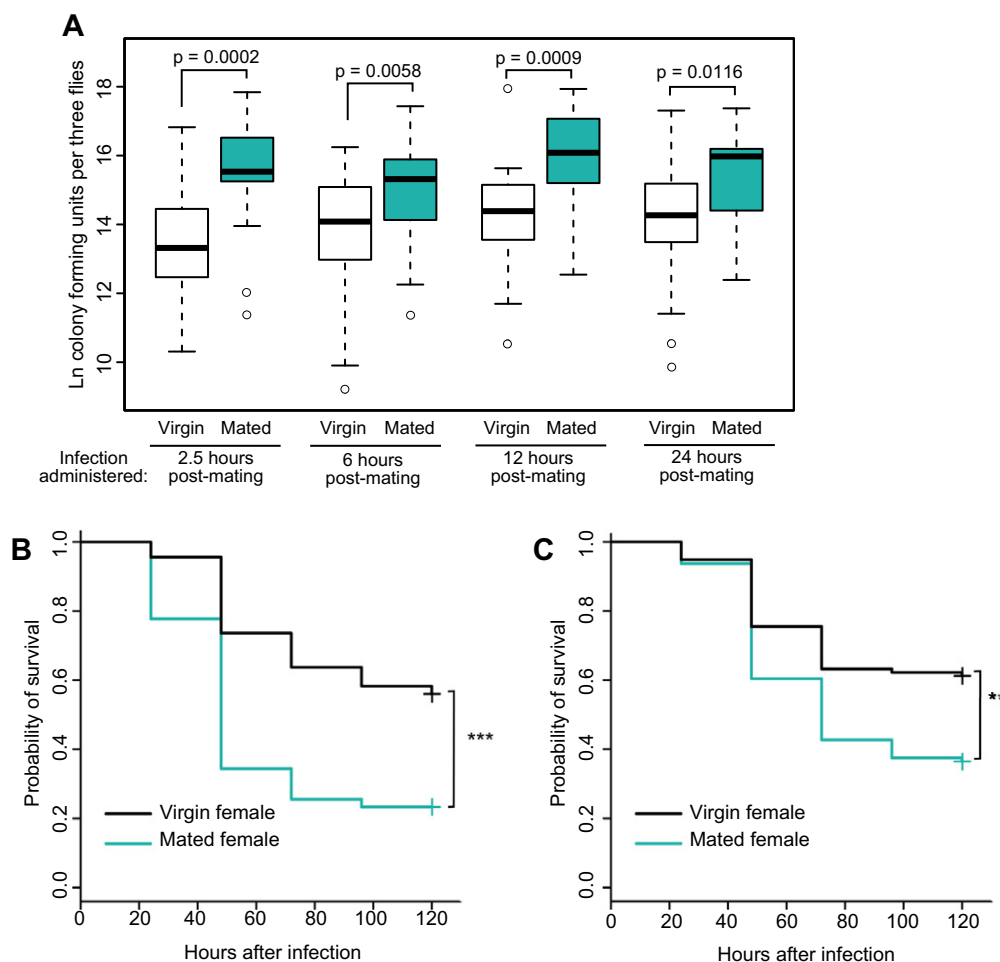 A
p = 0.0002
p = 0.0058
p = 0.0009
p = 0.0116
Ln colony forming units per three flies
18
16
14
12
10
Virgin Mated Virgin Mated Virgin Mated Virgin Mated
Infection administered:
2.5 hours post-mating
6 hours post-mating
12 hours post-mating
24 hours post-mating
B
Probability of survival
1.0
0.8
0.6
0.4
0.2
0.0
***
Virgin female
Mated female
0 20 40 60 80 100 120
Hours after infection
C
Probability of survival
1.0
0.8
0.6
0.4
0.2
0.0
**
Virgin female
Mated female
0 20 40 60 80 100 120
Hours after infection